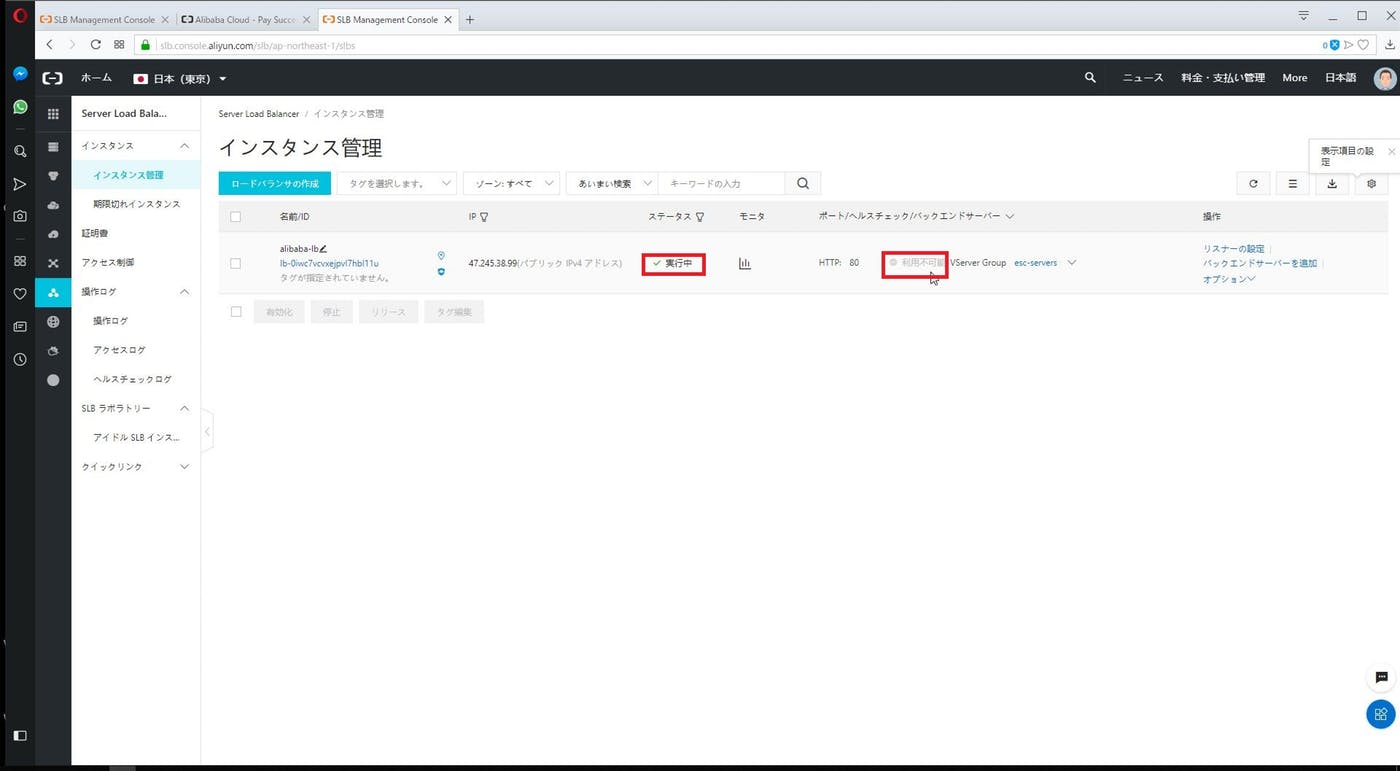 SLB Management Console
Alibaba Cloud - Pay Succe
SLB Management Console
slb.console.aliyun.com/slb/ap-northeast-1/slbs
0
ホーム
日本（東京）
ニュース
料金・支払い管理
More
日本語
Server Load Bala...
インスタンス
インスタンス管理
期限切れインスタンス
証明書
アクセス制御
操作ログ
操作ログ
アクセスログ
ヘルスチェックログ
SLB ラボラトリー
アイドル SLB インス...
クイックリンク
Server Load Balancer / インスタンス管理
インスタンス管理
表示項目の設
定
ロードバランサの作成
タグを選択します。
ゾーン: すべて
あいまい検索
キーワードの入力
名前/ID
IP
ステータス
モニタ
ポート/ヘルスチェック/バックエンドサーバー
操作
alibaba-lb
lb-0iwc7vcvxejpvl7hbl11u
タグが指定されていません。
47.245.38.99(パブリック IPv4 アドレス)
実行中
HTTP: 80
利用不可能
VServer Group
esc-servers
リスナーの設定
バックエンドサーバーを追加
オプション
有効化
停止
リリース
タグ編集